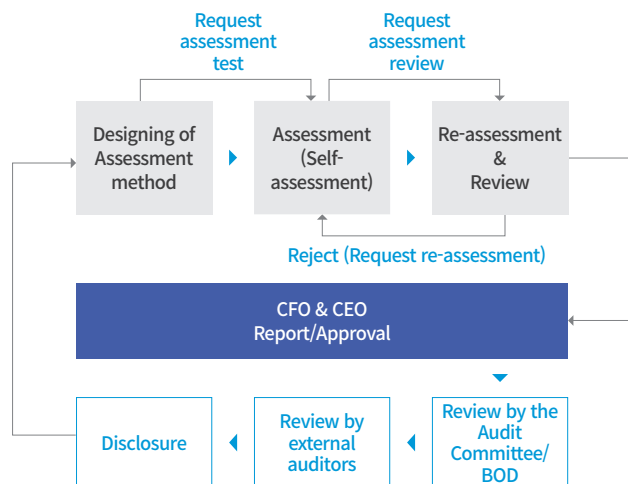 Request
assessment
test
Request
assessment
review
Designing of
Assessment
method
Assessment
(Self-
assessment)
Re-assessment
&
Review
Reject (Request re-assessment)
CFO & CEO
Report/Approval
Disclosure
Review by
external
auditors
Review by the
Audit
Committee/
BOD